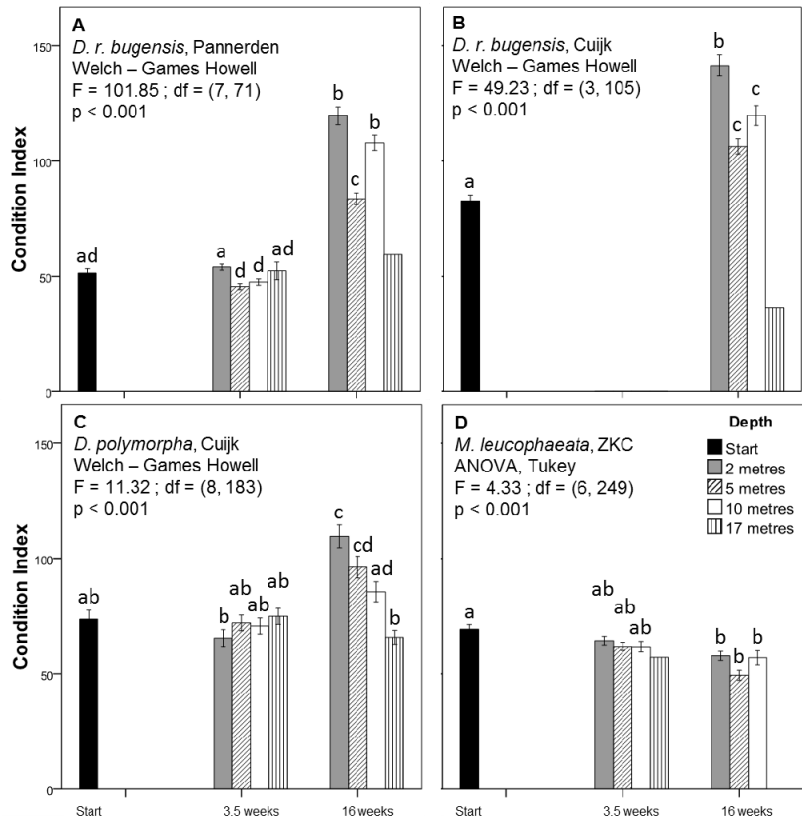 A
D. r. bugensis, Pannerden
Welch – Games Howell
F = 101.85 ; df = (7, 71)
p < 0.001
Condition Index
150
100
50
0
ad
a
d
d
ad
b
c
b
B
D. r. bugensis, Cuijk
Welch – Games Howell
F = 49.23 ; df = (3, 105)
p < 0.001
a
b
c
c
C
D. polymorpha, Cuijk
Welch – Games Howell
F = 11.32 ; df = (8, 183)
p < 0.001
Condition Index
150
100
50
0
ab
b
ab
ab
ab
c
cd
ad
b
Start
3.5 weeks
16 weeks
D
M. leucophaeata, ZKC
ANOVA, Tukey
F = 4.33 ; df = (6, 249)
p < 0.001
Depth
Start
2 metres
5 metres
10 metres
17 metres
a
ab
ab
ab
b
b
b
Start
3.5 weeks
16 weeks